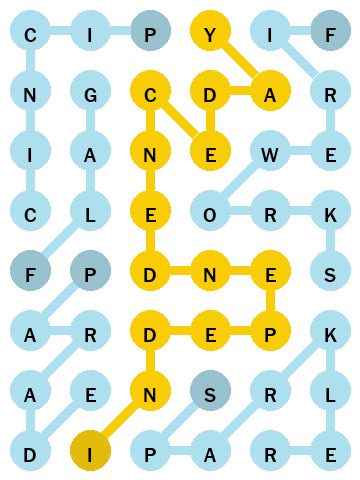 C I P Y I F
N G C D A R
I A N E W E
C L E O R K
F P D N E S
A R D E P K
A E N S R L
D I P A R E